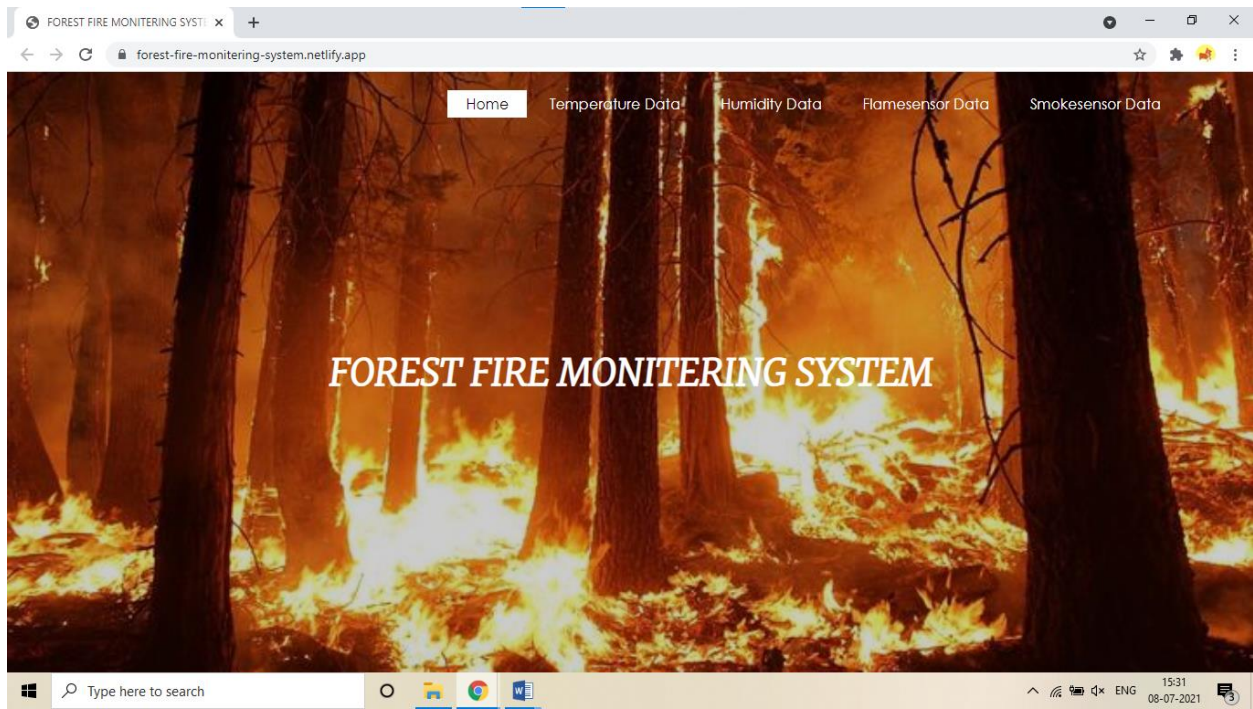 FOREST FIRE MONITERING SYSTE
forest-fire-monitering-system.netlify.app
Home Temperature Data Humidity Data Flamesensor Data Smokesensor Data
FOREST FIRE MONITERING SYSTEM
Type here to search
ENG
15:31
08-07-2021
3